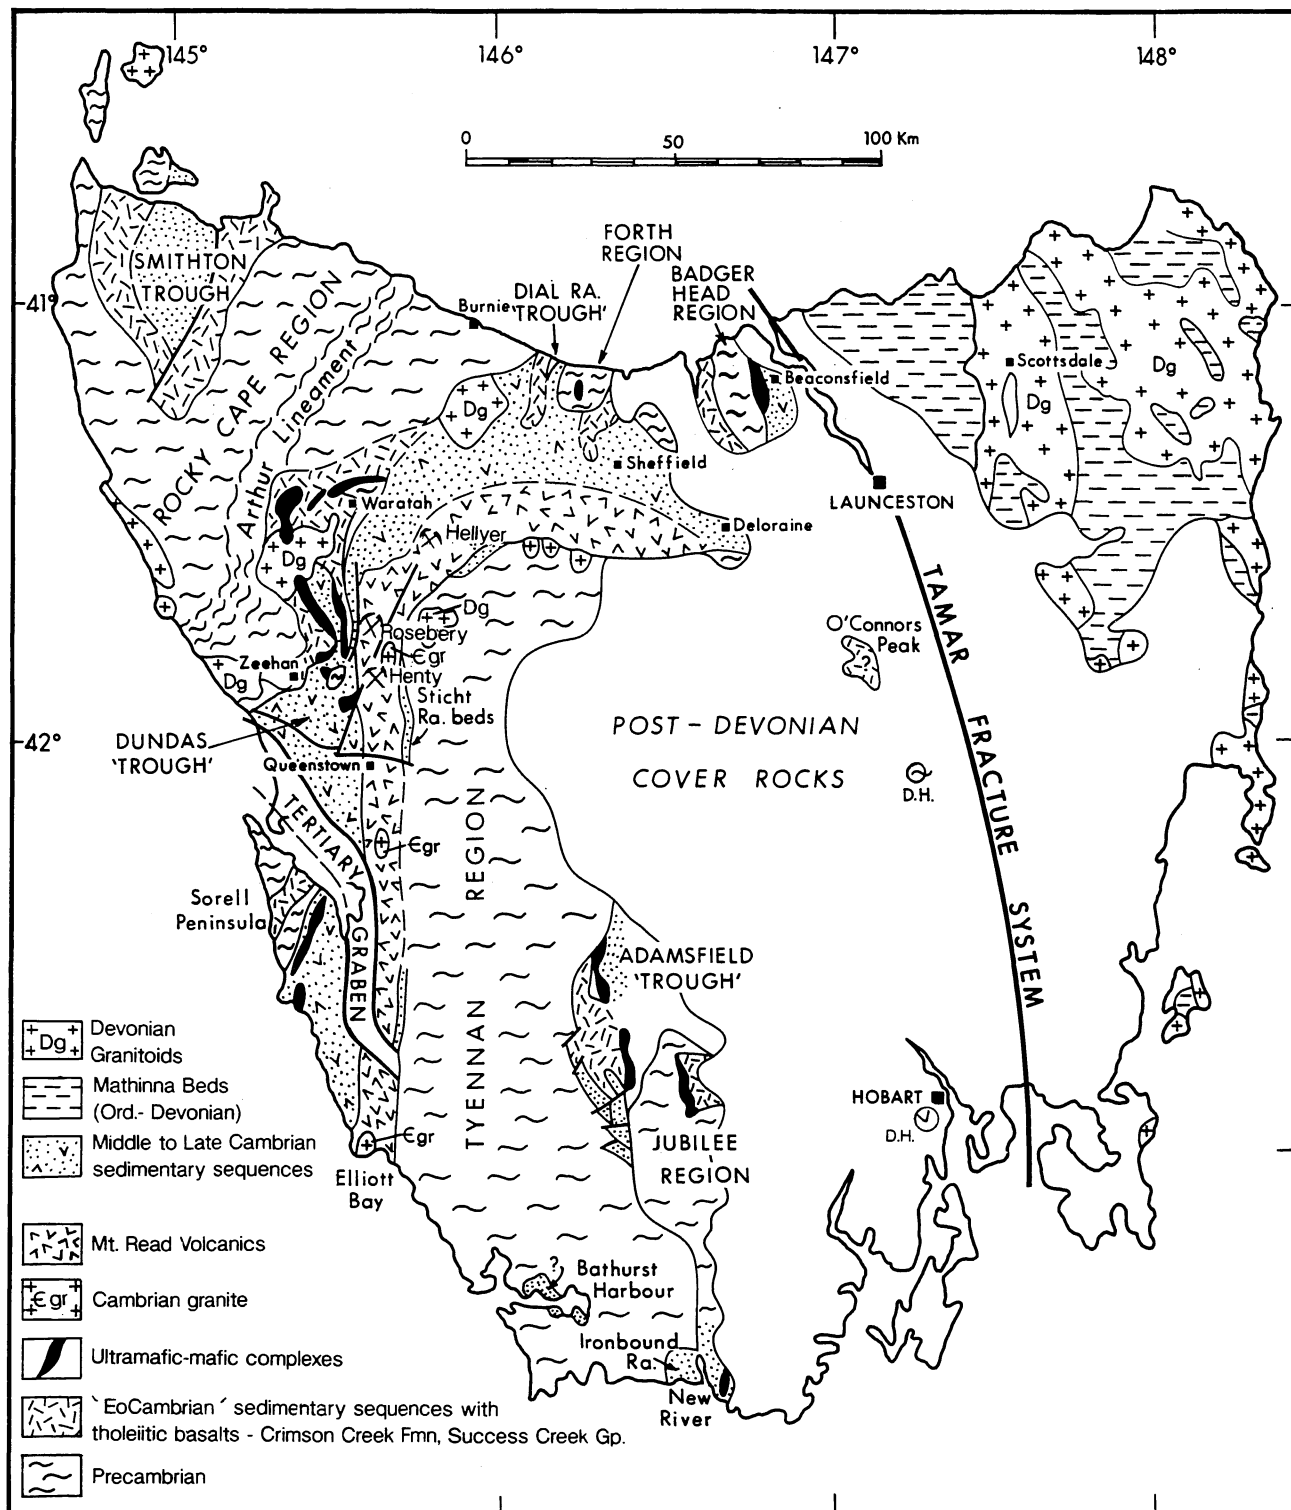 145°
146°
147°
148°
0
50
100 Km
FORTH
REGION
BADGER
HEAD
REGION
DIAL RA.
'TROUGH'
SMITHTON
TROUGH
41°
Burnie
ROCKY CAPE REGION
Arthur Lineament
Dg
Beaconsfield
Scottsdale
Dg
Dg
Sheffield
Waratah
LAUNCESTON
Deloraine
Hellyer
Dg
Dg
Rosebery
Єgr
Zeehan
Henty
Dg
Sticht
Ra. beds
O'Connors
Peak
?
TAMAR FRACTURE SYSTEM
POST - DEVONIAN
COVER ROCKS
42°
DUNDAS
'TROUGH'
Queenstown
D.H.
TERTIARY GRABEN
TYENNAN REGION
Єgr
Sorell
Peninsula
ADAMSFIELD
'TROUGH'
HOBART
D.H.
JUBILEE
REGION
Єgr
Elliott
Bay
?
Bathurst
Harbour
Ironbound
Ra.
New
River
Dg
Devonian
Granitoids
Mathinna Beds
(Ord.- Devonian)
Middle to Late Cambrian
sedimentary sequences
Mt. Read Volcanics
Єgr
Cambrian granite
Ultramafic-mafic complexes
`EoCambrian´ sedimentary sequences with
tholeiitic basalts - Crimson Creek Fmn, Success Creek Gp.
Precambrian